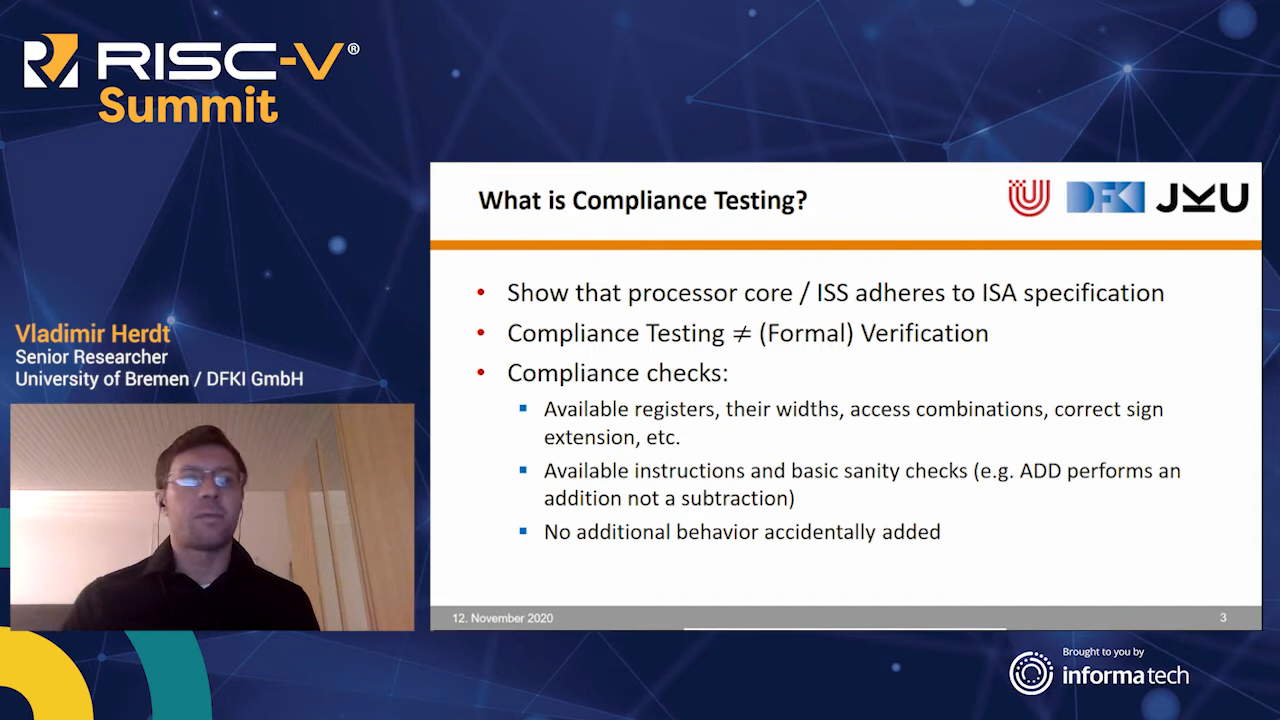 RISC-V®
Summit
What is Compliance Testing?
DFKI
JKU
• Show that processor core / ISS adheres to ISA specification
• Compliance Testing ≠ (Formal) Verification
• Compliance checks:
▪ Available registers, their widths, access combinations, correct sign
extension, etc.
▪ Available instructions and basic sanity checks (e.g. ADD performs an
addition not a subtraction)
▪ No additional behavior accidentally added
12. November 2020
3
Vladimir Herdt
Senior Researcher
University of Bremen / DFKI GmbH
Brought to you by
informa tech